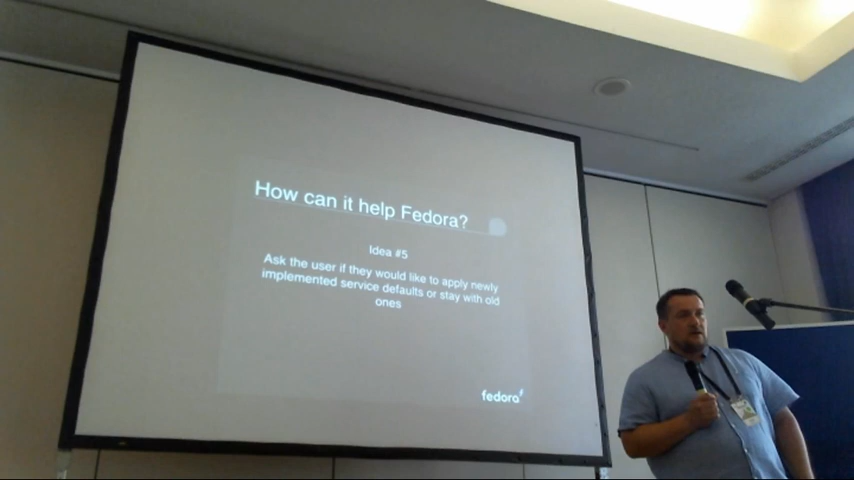 How can it help Fedora?
Idea #5
Ask the user if they would like to apply newly
implemented service defaults or stay with old
ones
fedora